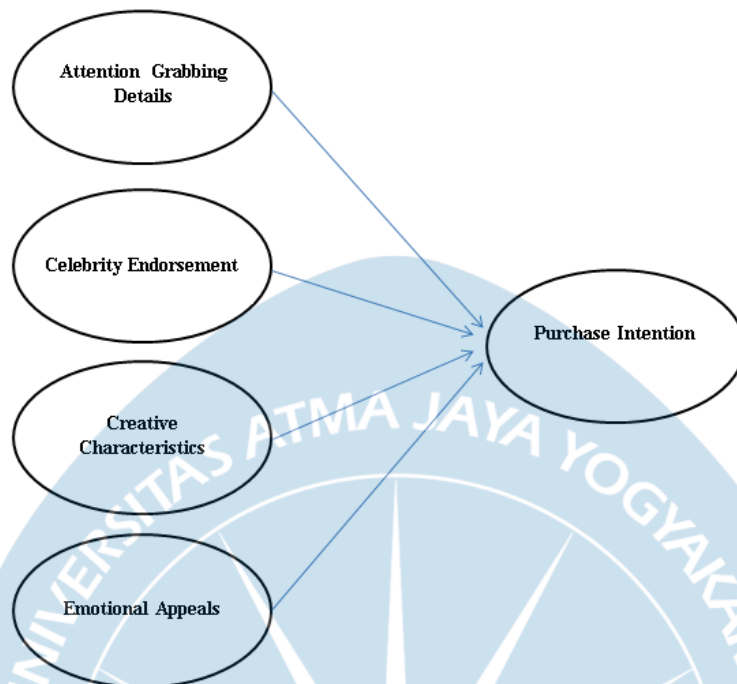 Attention Grabbing
Details
Celebrity Endorsement
Purchase Intention
Creative
Characteristics
UNIVERSITAS ATMA JAYA YOGYAKA
Emotional Appeals